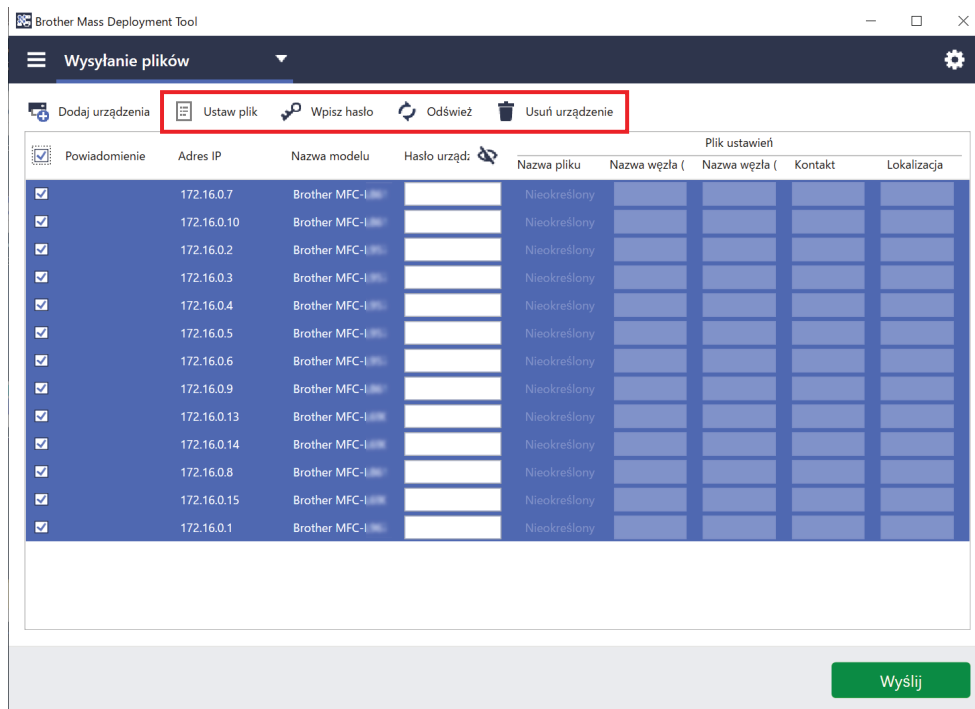 Brother Mass Deployment Tool
Wysyłanie plików
Dodaj urządzenia Ustaw plik Wpisz hasło Odśwież Usuń urządzenie
Plik ustawień
Powiadomienie Adres IP Nazwa modelu Hasło urządz Nazwa pliku Nazwa węzła ( Nazwa węzła ( Kontakt Lokalizacja
172.16.0.7 Brother MFC- Nieokreślony
172.16.0.10 Brother MFC- Nieokreślony
172.16.0.2 Brother MFC- Nieokreślony
172.16.0.3 Brother MFC- Nieokreślony
172.16.0.4 Brother MFC- Nieokreślony
172.16.0.5 Brother MFC- Nieokreślony
172.16.0.6 Brother MFC- Nieokreślony
172.16.0.9 Brother MFC- Nieokreślony
172.16.0.13 Brother MFC- Nieokreślony
172.16.0.14 Brother MFC- Nieokreślony
172.16.0.8 Brother MFC- Nieokreślony
172.16.0.15 Brother MFC- Nieokreślony
172.16.0.1 Brother MFC- Nieokreślony
Wyślij